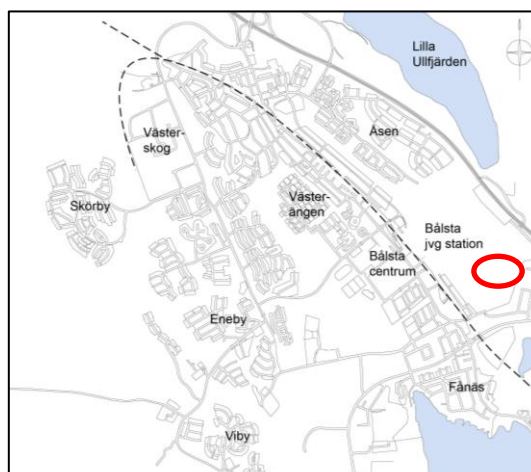 Lilla
Ullfjärden
Åsen
Väster-
skog
Skörby
Väster-
ängen
Bålsta
jvg station
Bålsta
centrum
Eneby
Fånäs
Viby